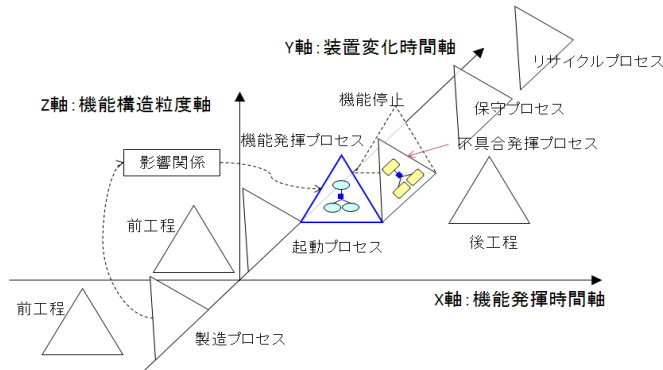 Y軸：装置変化時間軸
リサイクルプロセス
Z軸：機能構造粒度軸
機能停止
保守プロセス
機能発揮プロセス
不具合発揮プロセス
影響関係
前工程
起動プロセス
後工程
X軸：機能発揮時間軸
前工程
製造プロセス